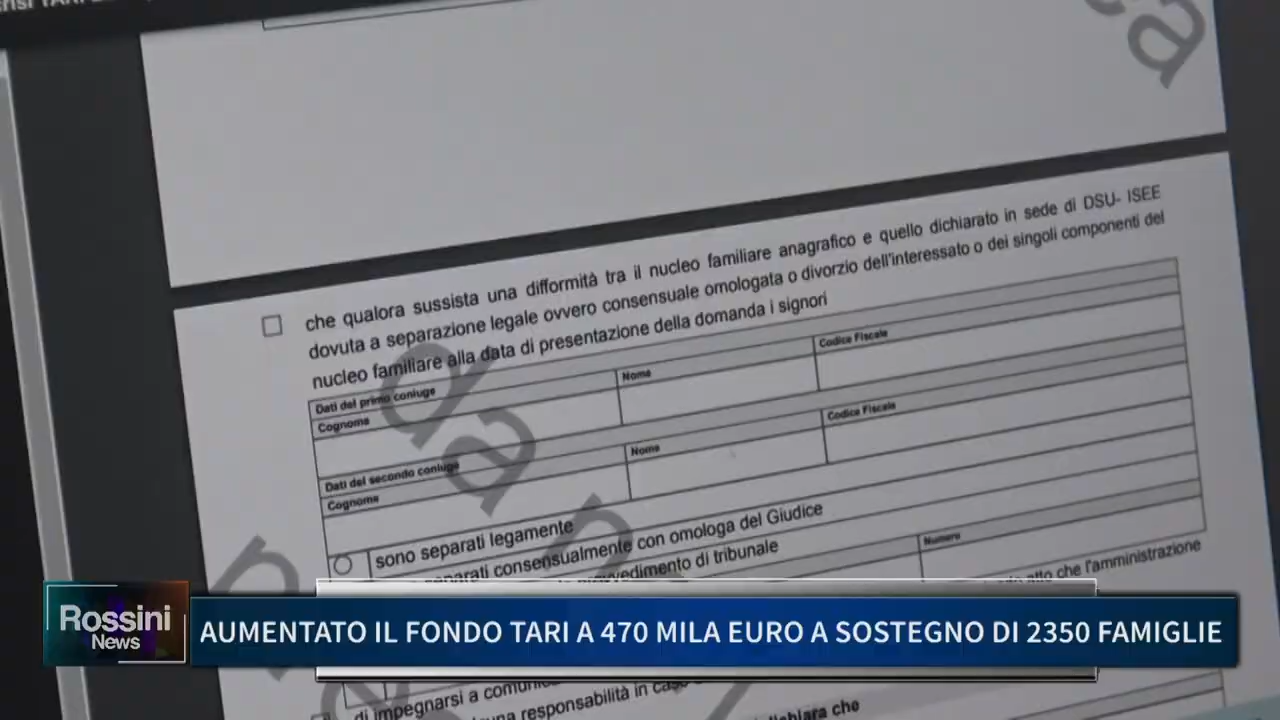 ca
che qualora sussista una difformità tra il nucleo familiare anagrafico e quello dichiarato in sede di DSU- ISEE
dovuta a separazione legale ovvero consensuale omologata o divorzio dell'interessato o dei singoli componenti del
nucleo familiare alla data di presentazione della domanda i signori
Dati del primo coniuge
Cognome Nome Codice Fiscale
Dati del secondo coniuge
Cognome Nome Codice Fiscale
sono separati legamente
consensualmente con omologa del Giudice
provvedimento di tribunale
Numero
atto che l'amministrazione
da n
Rossini
News
AUMENTATO IL FONDO TARI A 470 MILA EURO A SOSTEGNO DI 2350 FAMIGLIE
di impegnarsi a
responsabilità in
che